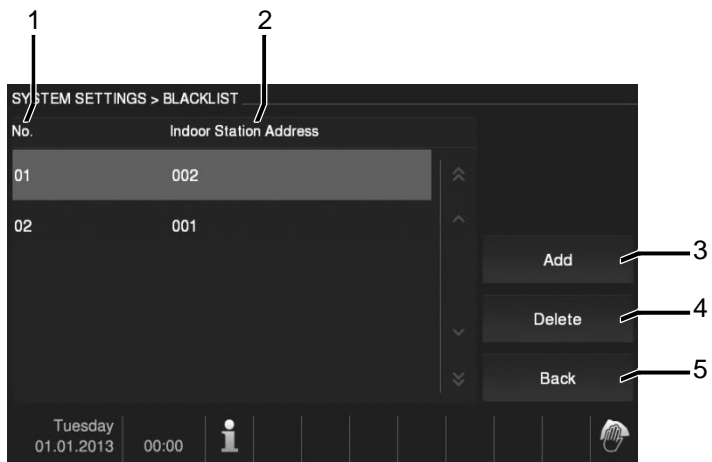 1 2
SYSTEM SETTINGS > BLACKLIST
No. Indoor Station Address
01 002
02 001
Add 3
Delete 4
Back 5
Tuesday
01.01.2013 00:00